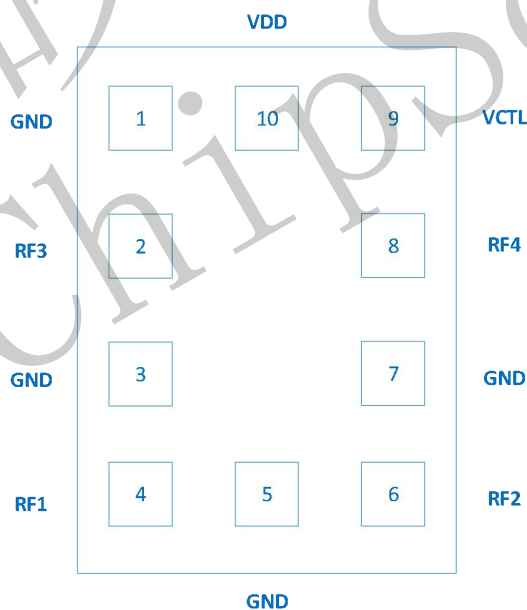 VDD
GND 1 10 9 VCTL
RF3 2 8 RF4
GND 3 7 GND
RF1 4 5 6 RF2
GND
Chip